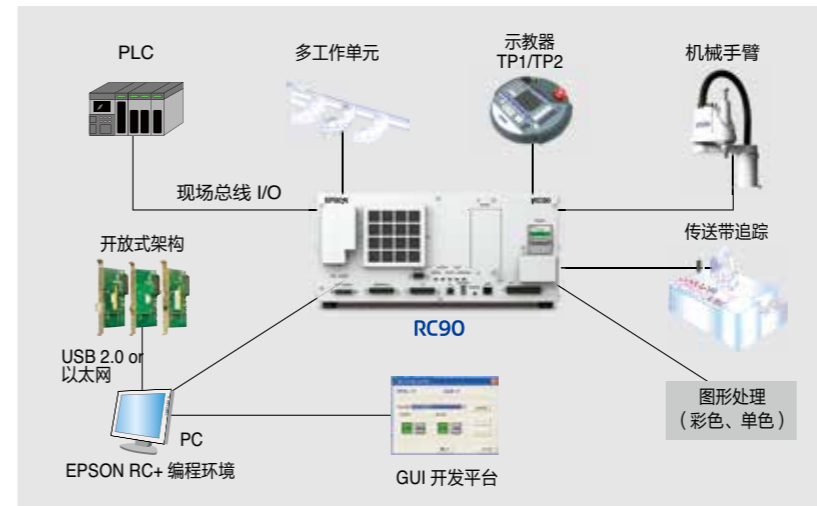 PLC
多工作单元
示教器
TP1/TP2
机械手臂
现场总线 I/O
EPSON
RC90
开放式架构
传送带追踪
RC90
USB 2.0 or
以太网
图形处理
（彩色、单色）
PC
EPSON RC+ 编程环境
GUI 开发平台